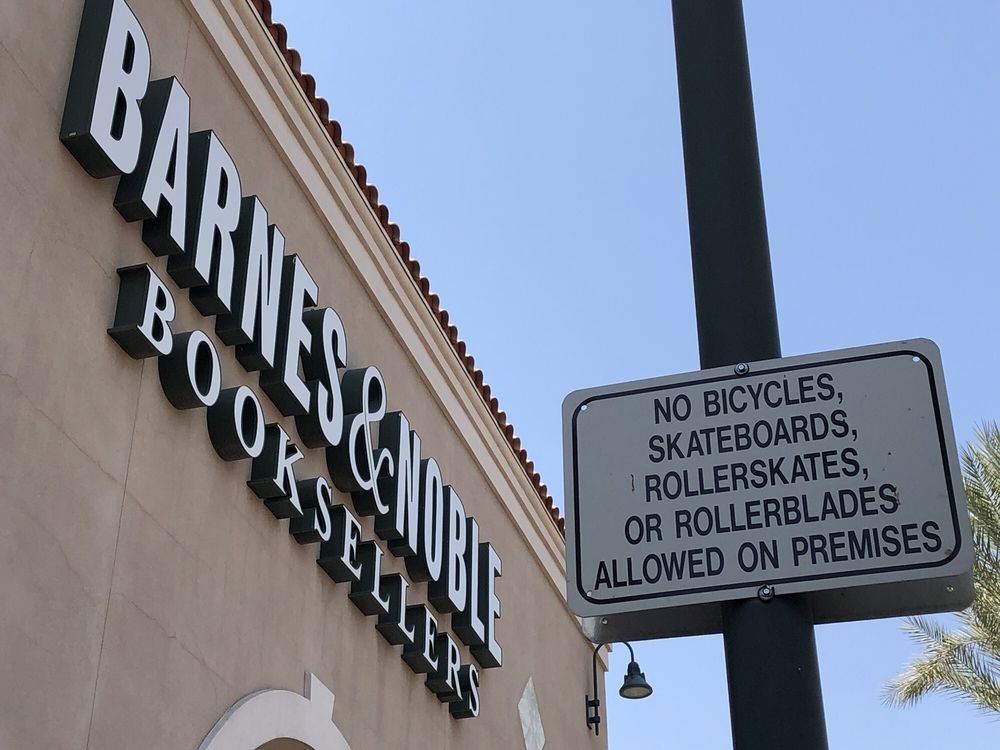 BARNES & NOBLE
BOOKSELLERS
NO BICYCLES,
SKATEBOARDS,
ROLLERSKATES,
OR ROLLERBLADES
ALLOWED ON PREMISES